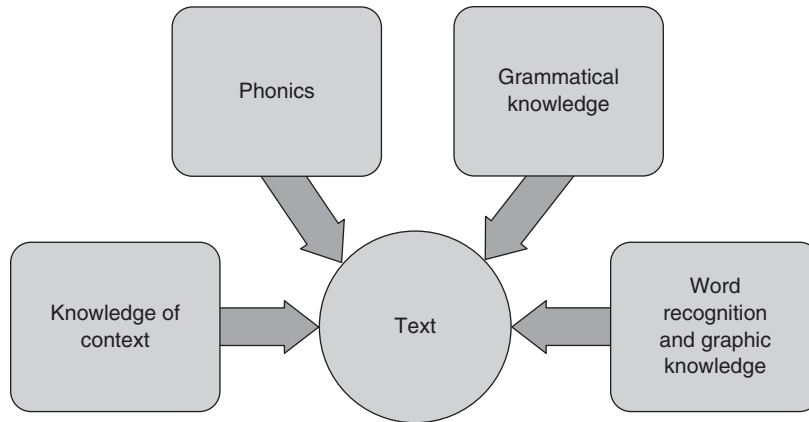 Phonics
Grammatical
knowledge
Knowledge of
context
Text
Word
recognition
and graphic
knowledge